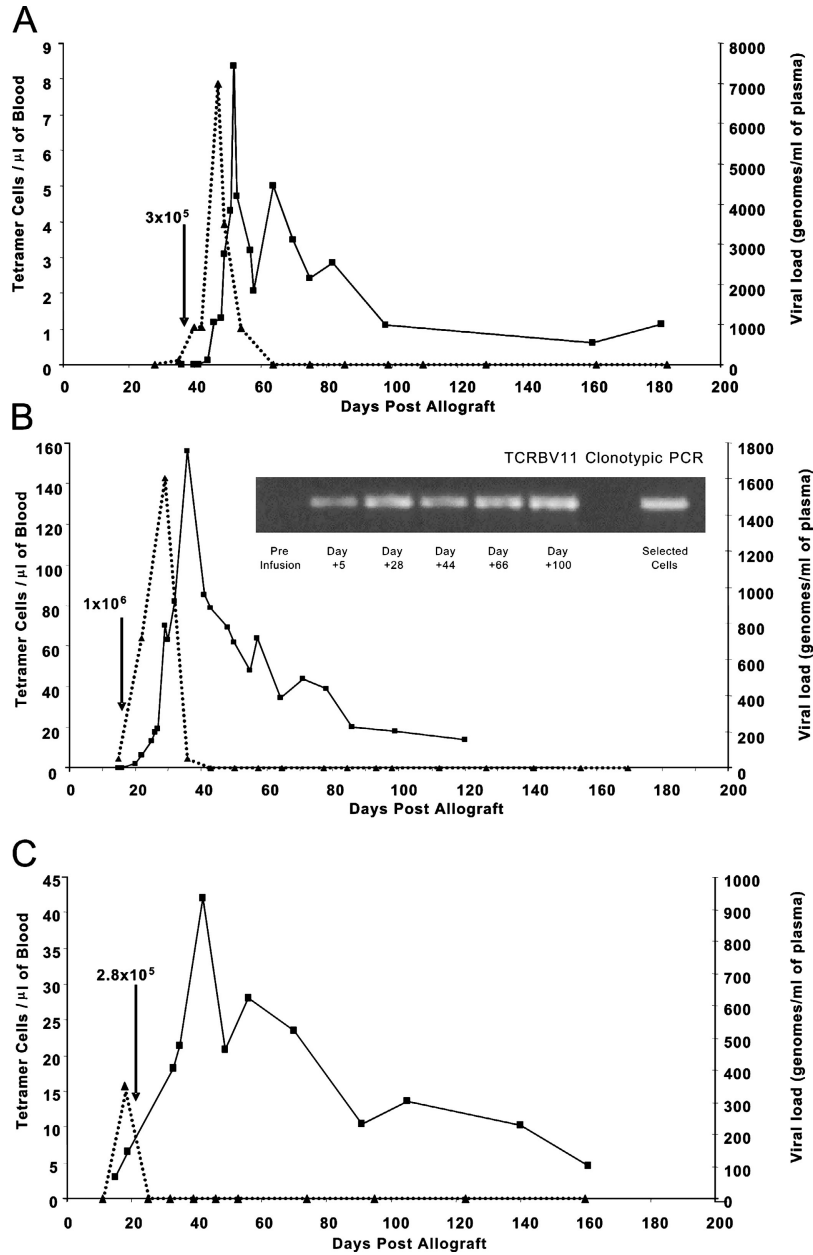 A
9
8
7
6
5
4
3
2
1
0
Tetramer Cells / µl of Blood
3x10⁵
8000
7000
6000
5000
4000
3000
2000
1000
0
Viral load (genomes/ml of plasma)
0 20 40 60 80 100 120 140 160 180 200
Days Post Allograft
B
160
140
120
100
80
60
40
20
0
Tetramer Cells / µl of Blood
1x10⁶
TCRBV11 Clonotypic PCR
Pre Infusion
Day +5
Day +28
Day +44
Day +66
Day +100
Selected Cells
1800
1600
1400
1200
1000
800
600
400
200
0
Viral load (genomes/ml of plasma)
0 20 40 60 80 100 120 140 160 180 200
Days Post Allograft
C
45
40
35
30
25
20
15
10
5
0
Tetramer Cells / µl of Blood
2.8x10⁵
1000
900
800
700
600
500
400
300
200
100
0
Viral load (genomes/ml of plasma)
0 20 40 60 80 100 120 140 160 180 200
Days Post Allograft